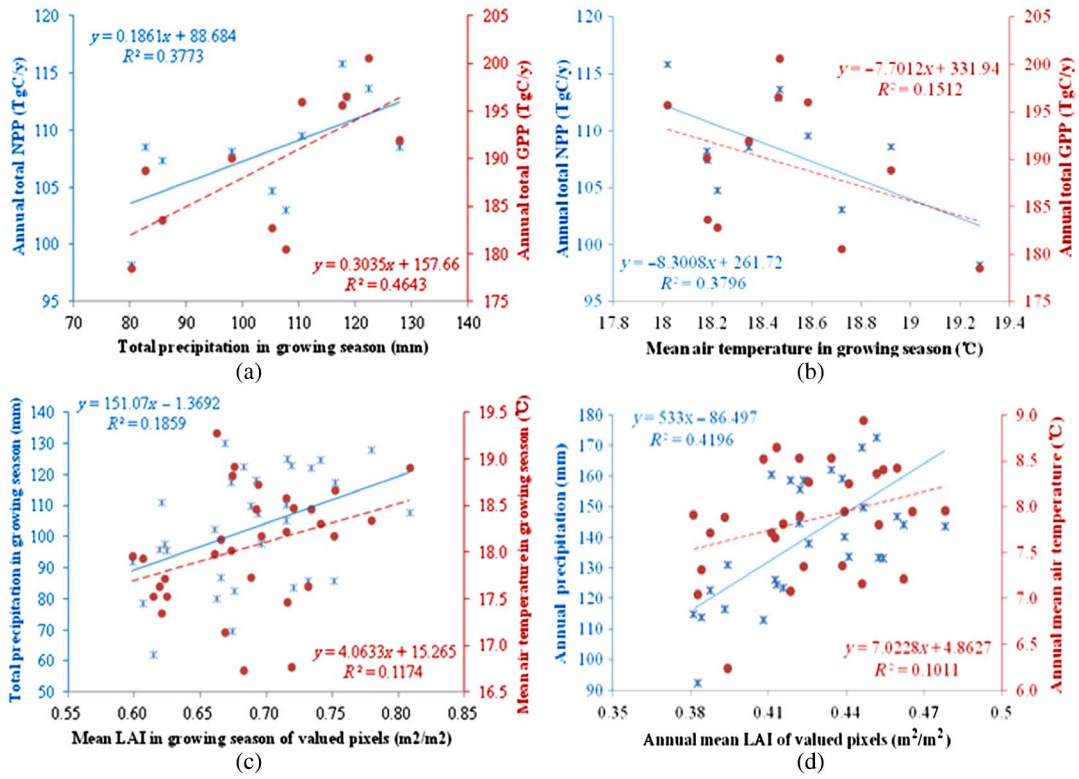 120
115
110
105
100
95
Annual total NPP (TgC/y)
y = 0.1861x + 88.684
R² = 0.3773
y = 0.3035x + 157.66
R² = 0.4643
205
200
195
190
185
180
175
Annual total GPP (TgC/y)
70 80 90 100 110 120 130 140
Total precipitation in growing season (mm)
(a)
120
115
110
105
100
95
Annual total NPP (TgC/y)
y = −7.7012x + 331.94
R² = 0.1512
y = −8.3008x + 261.72
R² = 0.3796
205
200
195
190
185
180
175
Annual total GPP (TgC/y)
17.8 18 18.2 18.4 18.6 18.8 19 19.2 19.4
Mean air temperature in growing season (℃)
(b)
140
130
120
110
100
90
80
70
60
50
Total precipitation in growing season (mm)
y = 151.07x − 1.3692
R² = 0.1859
y = 4.0633x + 15.265
R² = 0.1174
19.5
19.0
18.5
18.0
17.5
17.0
16.5
Mean air temperature in growing season (℃)
0.55 0.60 0.65 0.70 0.75 0.80 0.85
Mean LAI in growing season of valued pixels (m2/m2)
(c)
180
170
160
150
140
130
120
110
100
90
Annual precipitation (mm)
y = 533x − 86.497
R² = 0.4196
y = 7.0228x + 4.8627
R² = 0.1011
9.0
8.5
8.0
7.5
7.0
6.5
6.0
Annual mean air temperature (℃)
0.35 0.38 0.41 0.44 0.47 0.5
Annual mean LAI of valued pixels (m²/m²)
(d)